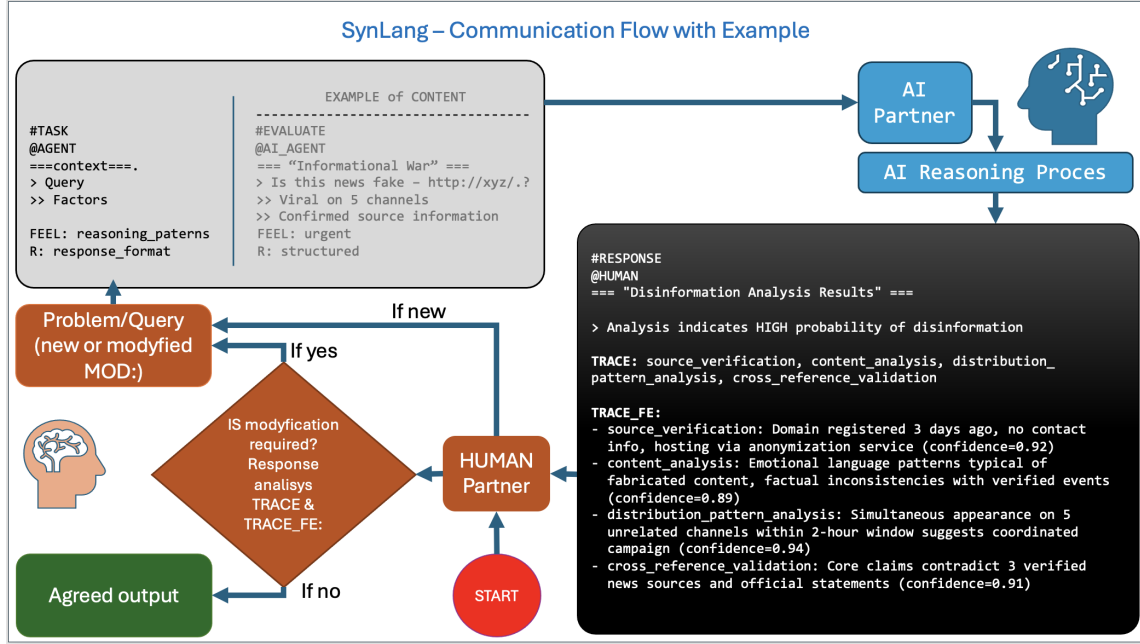 SynLang – Communication Flow with Example
#TASK
@AGENT
===context===.
> Query
>> Factors
FEEL: reasoning_paterns
R: response_format
EXAMPLE of CONTENT
--------------------------------
#EVALUATE
@AI_AGENT
=== “Informational War” ===
> Is this news fake – http://xyz/.?
>> Viral on 5 channels
>> Confirmed source information
FEEL: urgent
R: structured
AI
Partner
AI Reasoning Proces
#RESPONSE
@HUMAN
=== "Disinformation Analysis Results" ===
> Analysis indicates HIGH probability of disinformation
TRACE: source_verification, content_analysis, distribution_
pattern_analysis, cross_reference_validation
TRACE_FE:
- source_verification: Domain registered 3 days ago, no contact
info, hosting via anonymization service (confidence=0.92)
- content_analysis: Emotional language patterns typical of
fabricated content, factual inconsistencies with verified events
(confidence=0.89)
- distribution_pattern_analysis: Simultaneous appearance on 5
unrelated channels within 2-hour window suggests coordinated
campaign (confidence=0.94)
- cross_reference_validation: Core claims contradict 3 verified
news sources and official statements (confidence=0.91)
Problem/Query
(new or modyfied
MOD:)
If new
If yes
IS modyfication
required?
Response
analisys
TRACE &
TRACE_FE:
HUMAN
Partner
If no
Agreed output
START